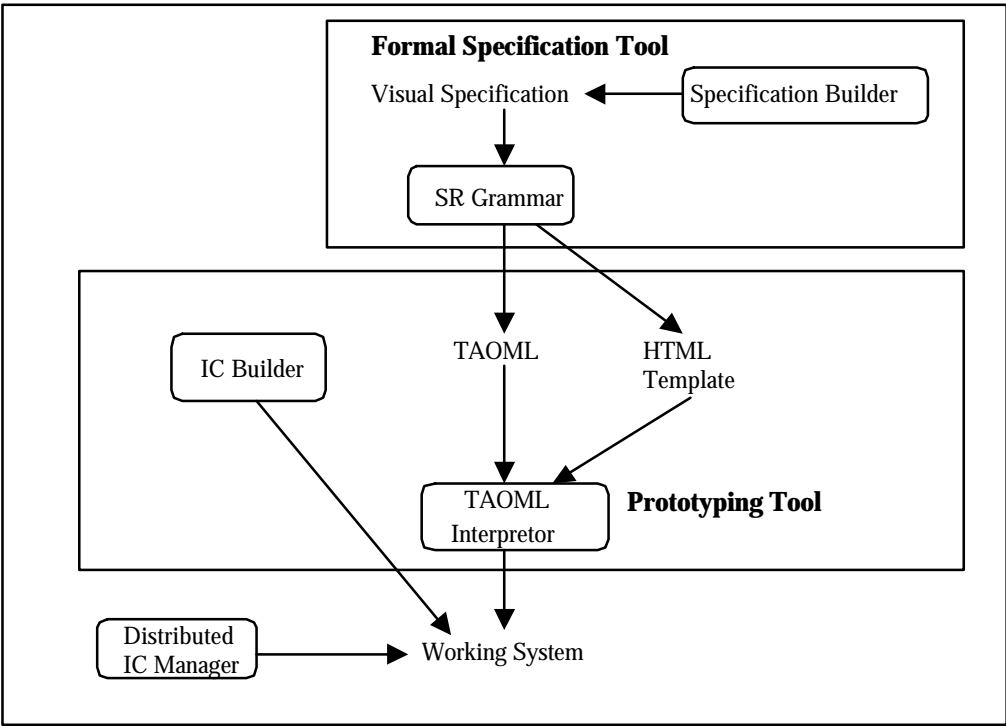 Formal Specification Tool
Visual Specification
Specification Builder
SR Grammar
TAOML
HTML
Template
IC Builder
TAOML
Interpretor
Prototyping Tool
Distributed
IC Manager
Working System